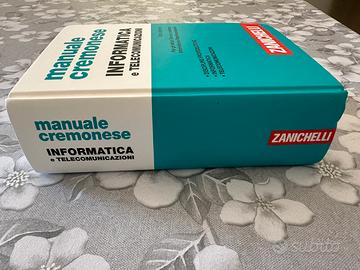 manuale
cremonese
INFORMATICA
e TELECOMUNICAZIONI
ZANICHELLI
manuale
cremonese
INFORMATICA
e TELECOMUNICAZIONI
ZANICHELLI
subito